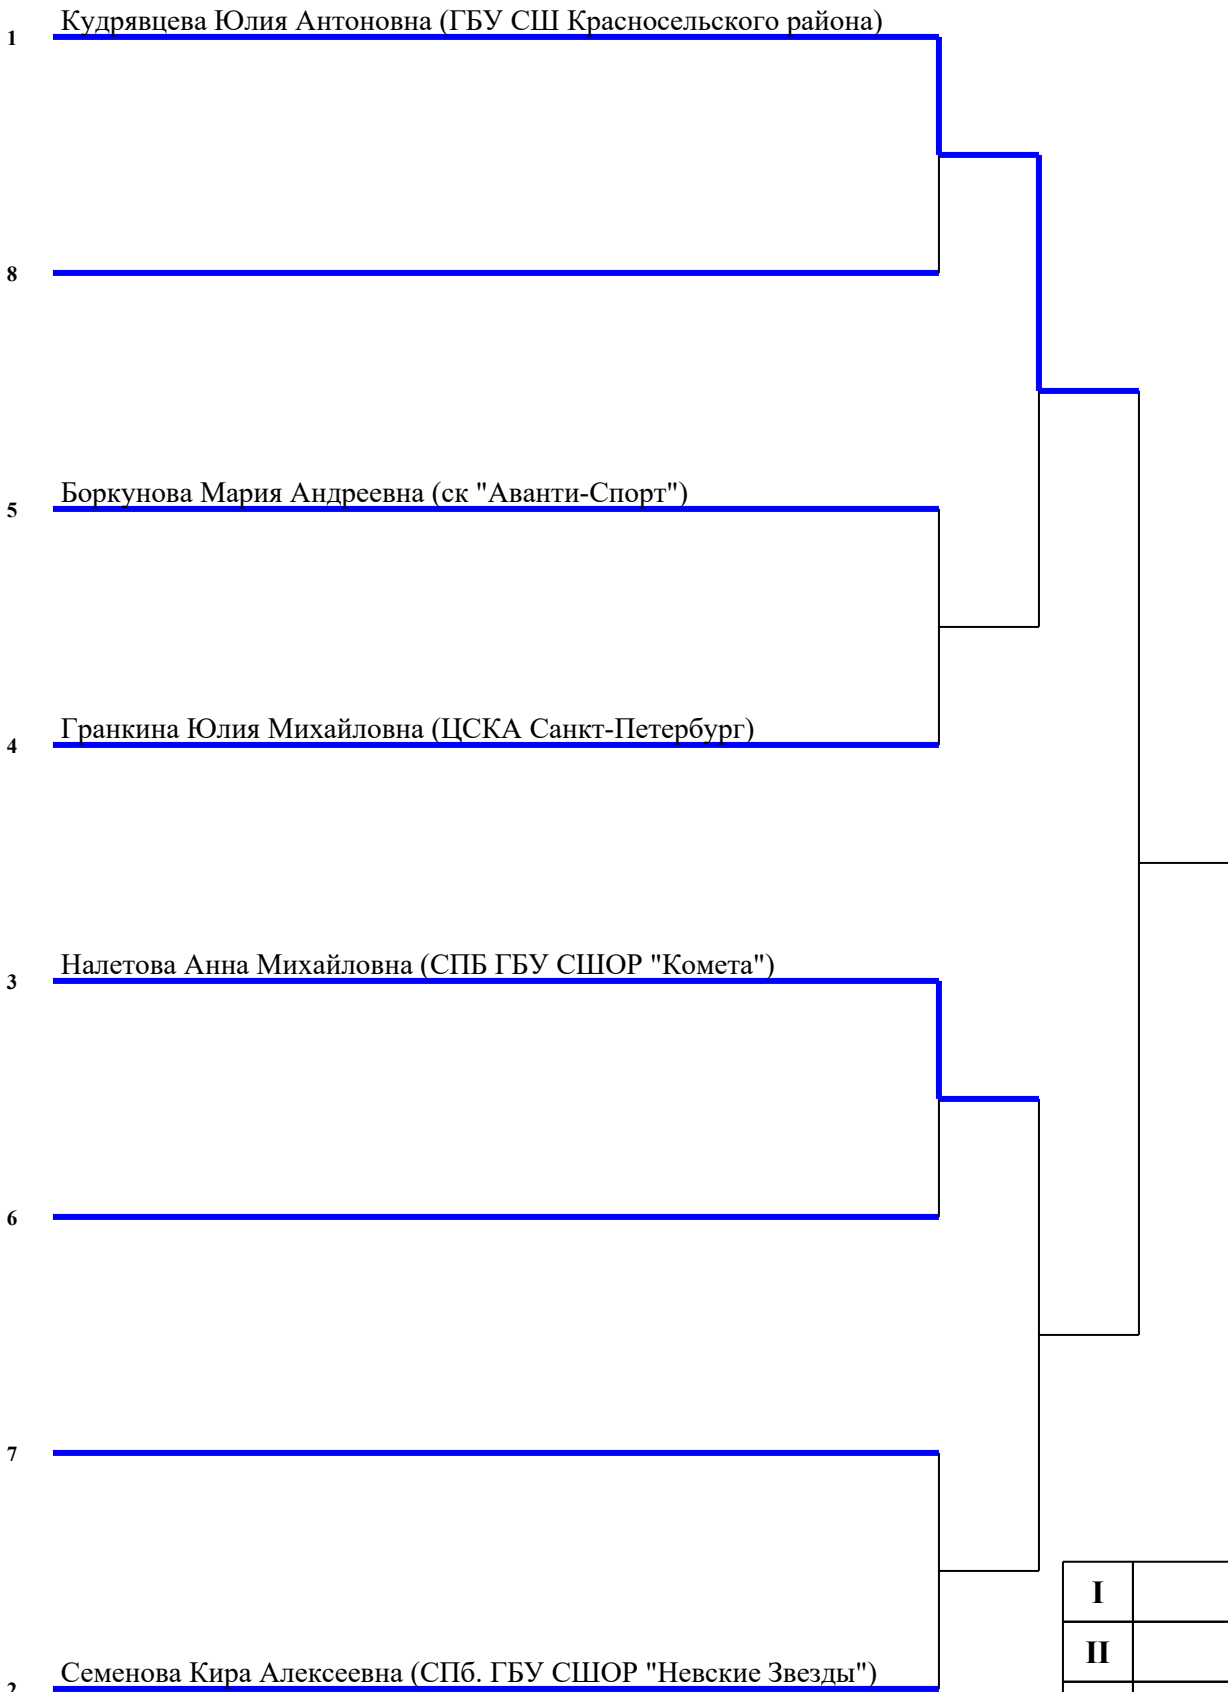 Кудрявцева Юлия Антоновна (ГБУ СШ Красносельского района)
1
8
Боркунова Мария Андреевна (ск "Аванти-Спорт")
5
Гранкина Юлия Михайловна (ЦСКА Санкт-Петербург)
4
Налетова Анна Михайловна (СПБ ГБУ СШОР "Комета")
3
6
7
I
II
Семенова Кира Алексеевна (СПб. ГБУ СШОР "Невские Звезды")
2